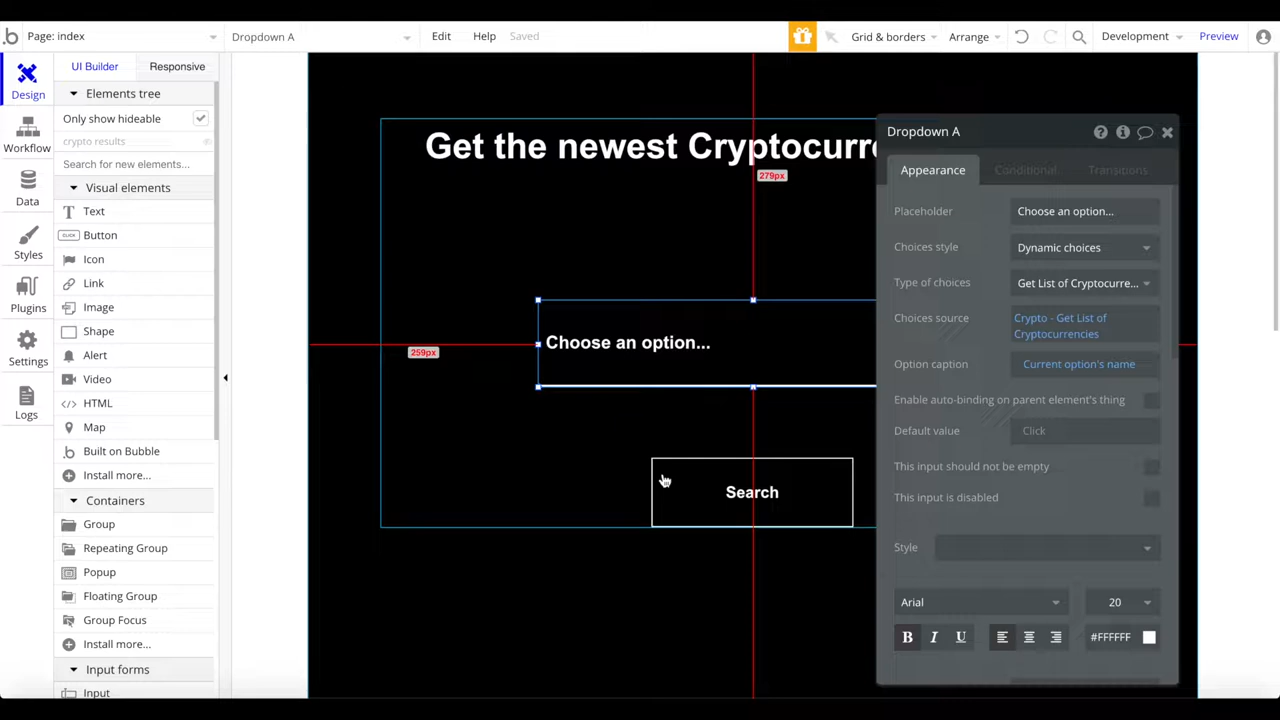 Page: index
Dropdown A
Edit
Help
Saved
Grid & borders
Arrange
Development
Preview
Design
Workflow
Data
Styles
Plugins
Settings
Logs
UI Builder
Responsive
Elements tree
Only show hideable
crypto results
Search for new elements...
Visual elements
Text
CLICK
Button
Icon
Link
Image
Shape
Alert
Video
HTML
Map
Built on Bubble
Install more...
Containers
Group
Repeating Group
Popup
Floating Group
Group Focus
Install more...
Input forms
Input
Get the newest Cryptocurre
279px
Choose an option...
259px
Search
Dropdown A
Appearance
Conditional
Transitions
Placeholder
Choose an option...
Choices style
Dynamic choices
Type of choices
Get List of Cryptocurre...
Choices source
Crypto - Get List of
Cryptocurrencies
Option caption
Current option's name
Enable auto-binding on parent element's thing
Default value
Click
This input should not be empty
This input is disabled
Style
Arial
20
B
I
U
#FFFFFF